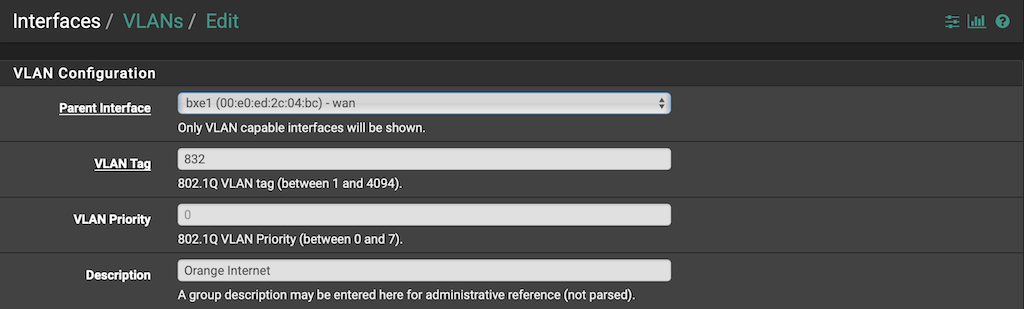 Interfaces / VLANs / Edit
VLAN Configuration
Parent Interface
bxe1 (00:e0:ed:2c:04:bc) - wan
Only VLAN capable interfaces will be shown.
VLAN Tag
832
802.1Q VLAN tag (between 1 and 4094).
VLAN Priority
0
802.1Q VLAN Priority (between 0 and 7).
Description
Orange Internet
A group description may be entered here for administrative reference (not parsed).